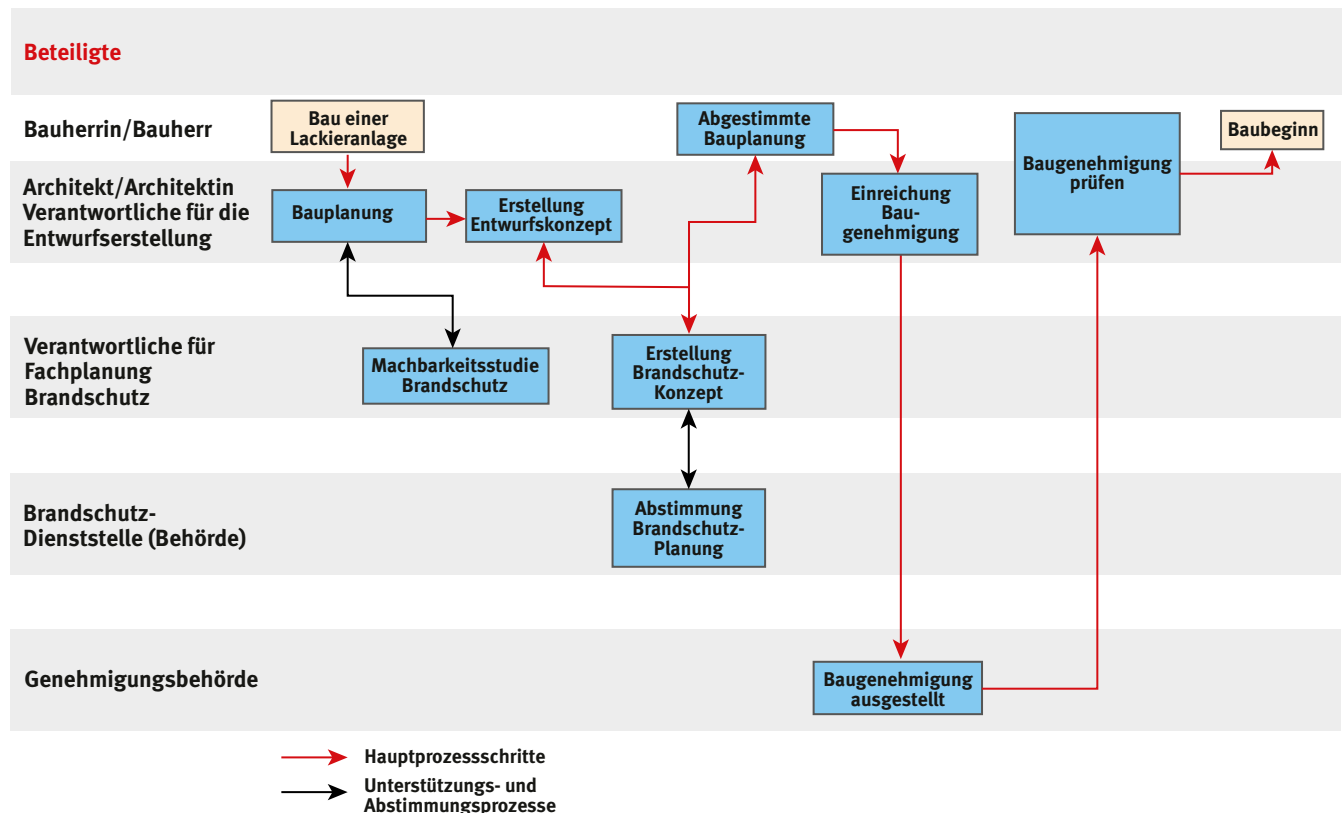 Beteiligte
Bauherrin/Bauherr
Bau einer
Lackieranlage
Abgestimmte
Bauplanung
Baugenehmigung
prüfen
Baubeginn
Architekt/Architektin
Verantwortliche für die
Entwurfserstellung
Bauplanung
Erstellung
Entwurfskonzept
Einreichung
Bau-
genehmigung
Verantwortliche für
Fachplanung
Brandschutz
Machbarkeitsstudie
Brandschutz
Erstellung
Brandschutz-
Konzept
Brandschutz-
Dienststelle (Behörde)
Abstimmung
Brandschutz-
Planung
Genehmigungsbehörde
Baugenehmigung
ausgestellt
Hauptprozessschritte
Unterstützungs- und
Abstimmungsprozesse